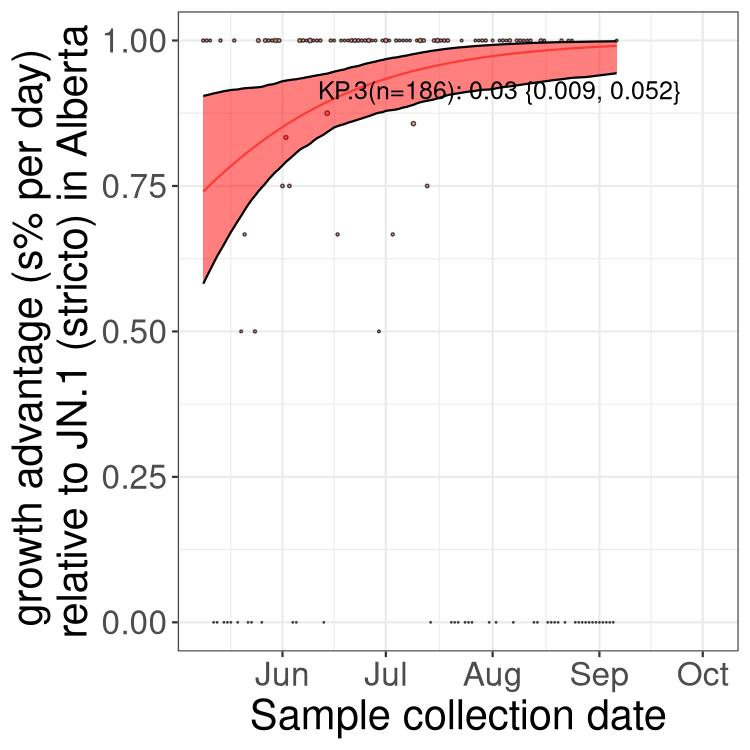 growth advantage (s% per day)
relative to JN.1 (stricto) in Alberta
1.00
0.75
0.50
0.25
0.00
KP.3(n=186): 0.03 {0.009, 0.052}
Jun Jul Aug Sep Oct
Sample collection date